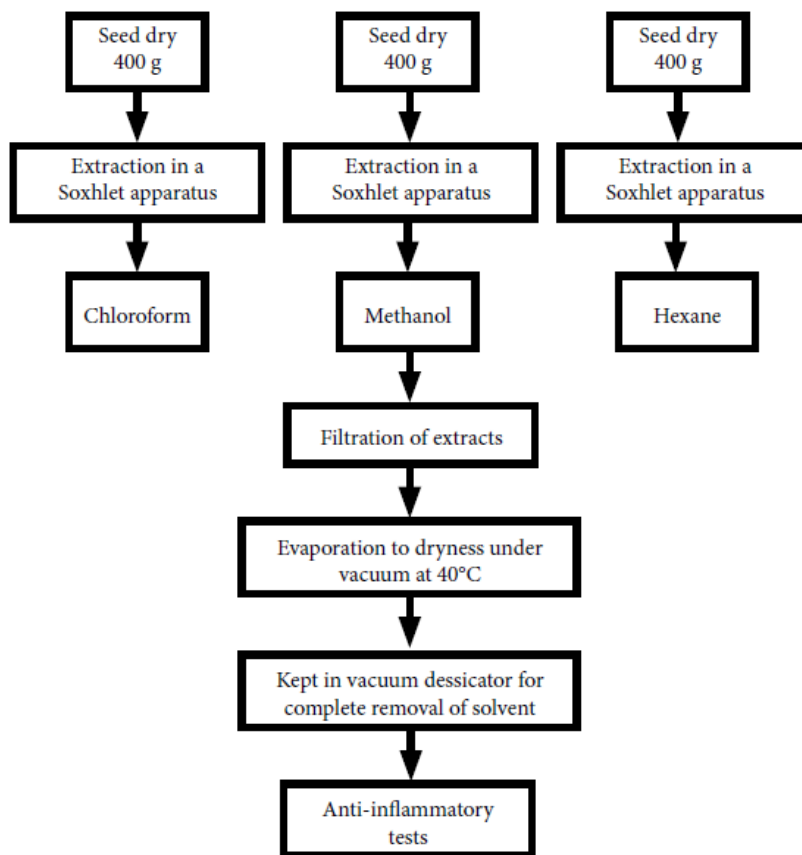 Seed dry
400 g
Seed dry
400 g
Seed dry
400 g
Extraction in a
Soxhlet apparatus
Extraction in a
Soxhlet apparatus
Extraction in a
Soxhlet apparatus
Chloroform
Methanol
Hexane
Filtration of extracts
Evaporation to dryness under
vacuum at 40°C
Kept in vacuum dessicator for
complete removal of solvent
Anti-inflammatory
tests